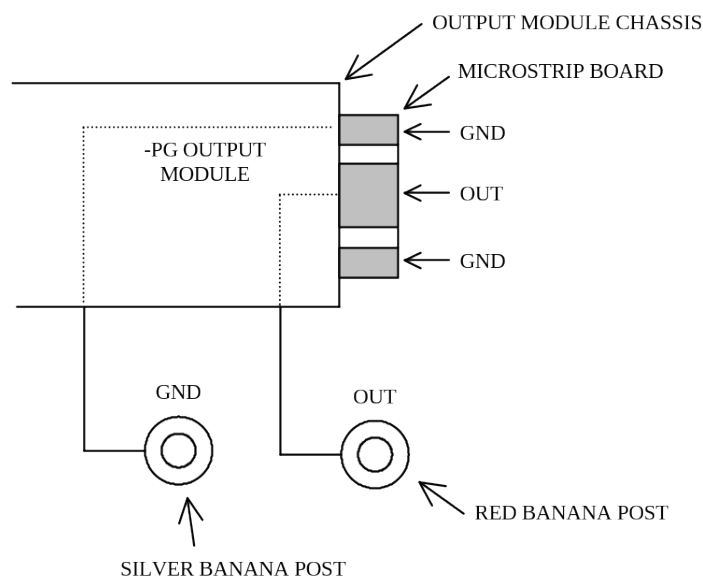 OUTPUT MODULE CHASSIS
MICROSTRIP BOARD
GND
-PG OUTPUT
MODULE
OUT
GND
GND
OUT
RED BANANA POST
SILVER BANANA POST